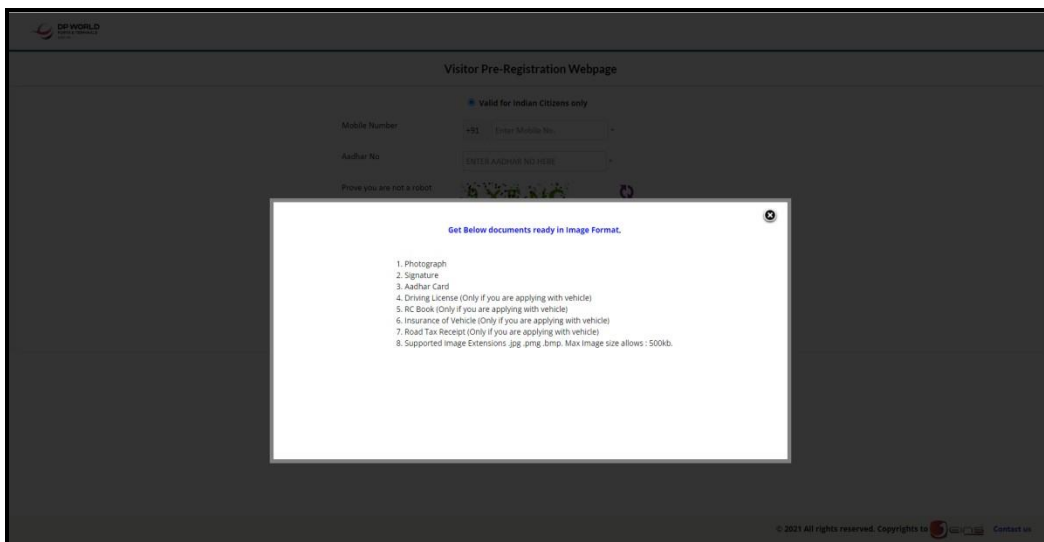 DP WORLD
Visitor Pre-Registration Webpage
Valid for Indian Citizens only
Mobile Number
+91
Enter Mobile No.
*
Aadhar No
ENTER AADHAR NO HERE
*
Prove you are not a robot
Get Below documents ready in Image Format.
1. Photograph
2. Signature
3. Aadhar Card
4. Driving License (Only if you are applying with vehicle)
5. RC Book (Only if you are applying with vehicle)
6. Insurance of Vehicle (Only if you are applying with vehicle)
7. Road Tax Receipt (Only if you are applying with vehicle)
8. Supported Image Extensions .jpg .pmg .bmp. Max Image size allows : 500kb.
© 2021 All rights reserved. Copyrights to
Contact us